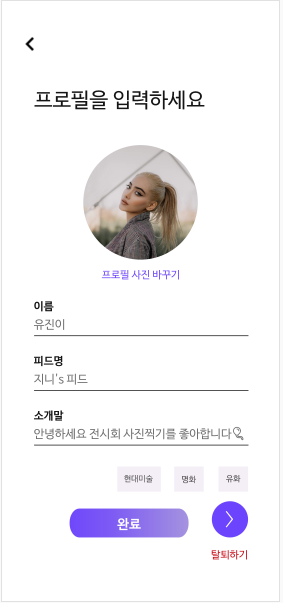 프로필을 입력하세요
프로필 사진 바꾸기
이름
유진이
피드명
지니's 피드
소개말
안녕하세요 전시회 사진찍기를 좋아합니다
현대미술 명화 유화
완료
탈퇴하기